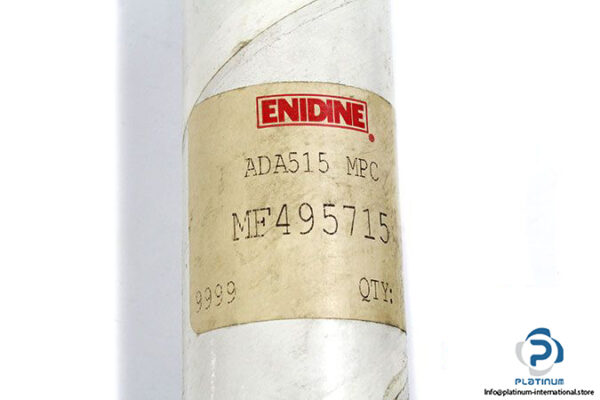 ENIDINE
ADA515 MPC
MF495715
9999 QTY:
PLATINUM
info@platinum-international.store